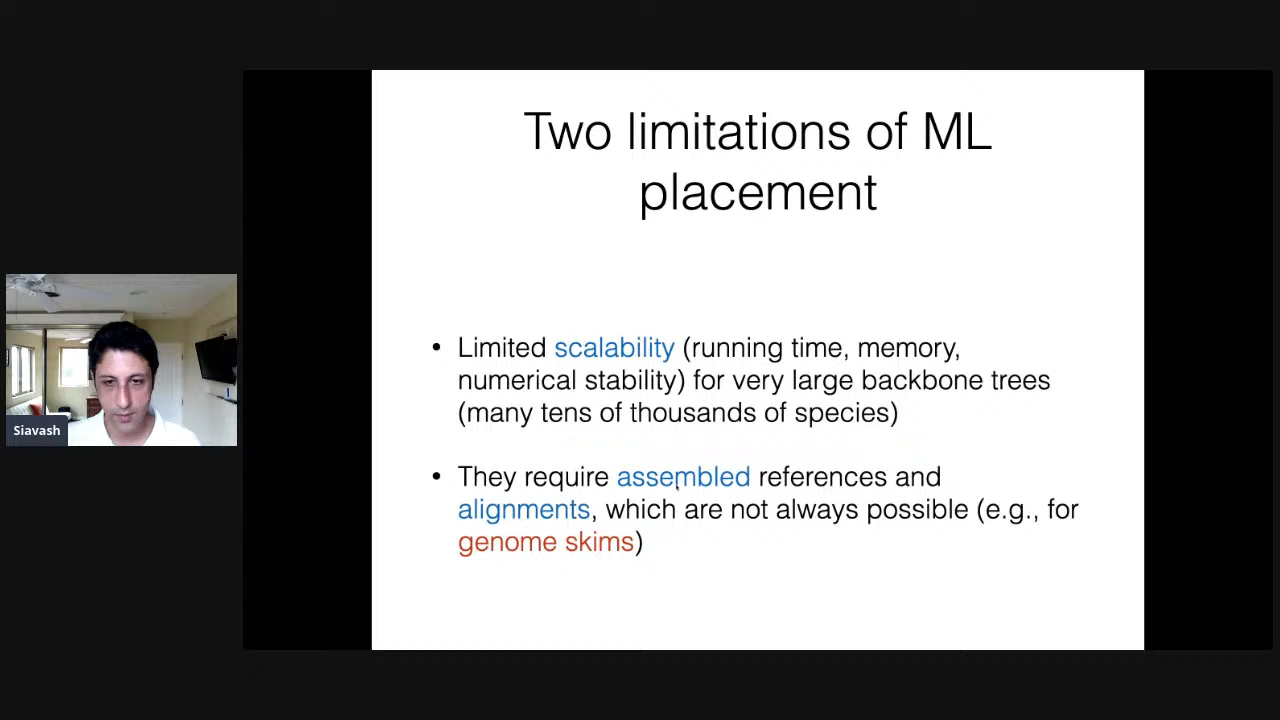 Two limitations of ML
placement
• Limited scalability (running time, memory,
numerical stability) for very large backbone trees
(many tens of thousands of species)
• They require assembled references and
alignments, which are not always possible (e.g., for
genome skims)
Siavash